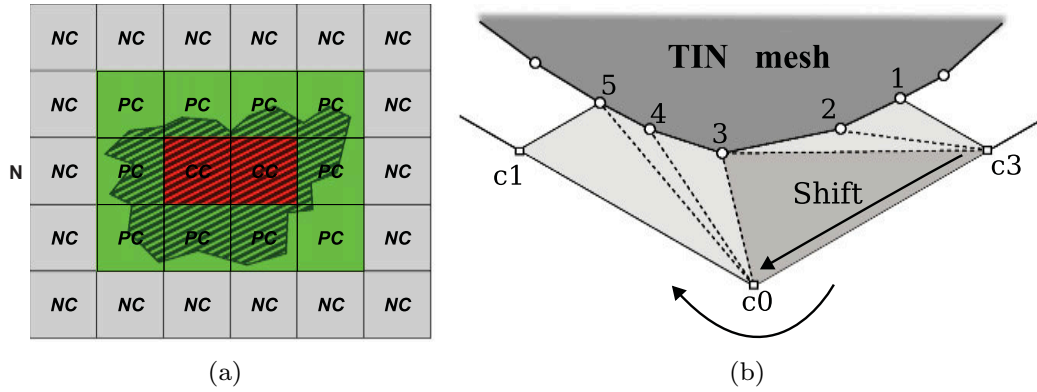 NC NC NC NC NC NC
NC PC PC PC PC NC
N NC PC CC CC PC NC
NC PC PC PC PC NC
NC NC NC NC NC NC
(a)
TIN mesh
5 4 3 2 1
c1 c3
Shift
c0
(b)